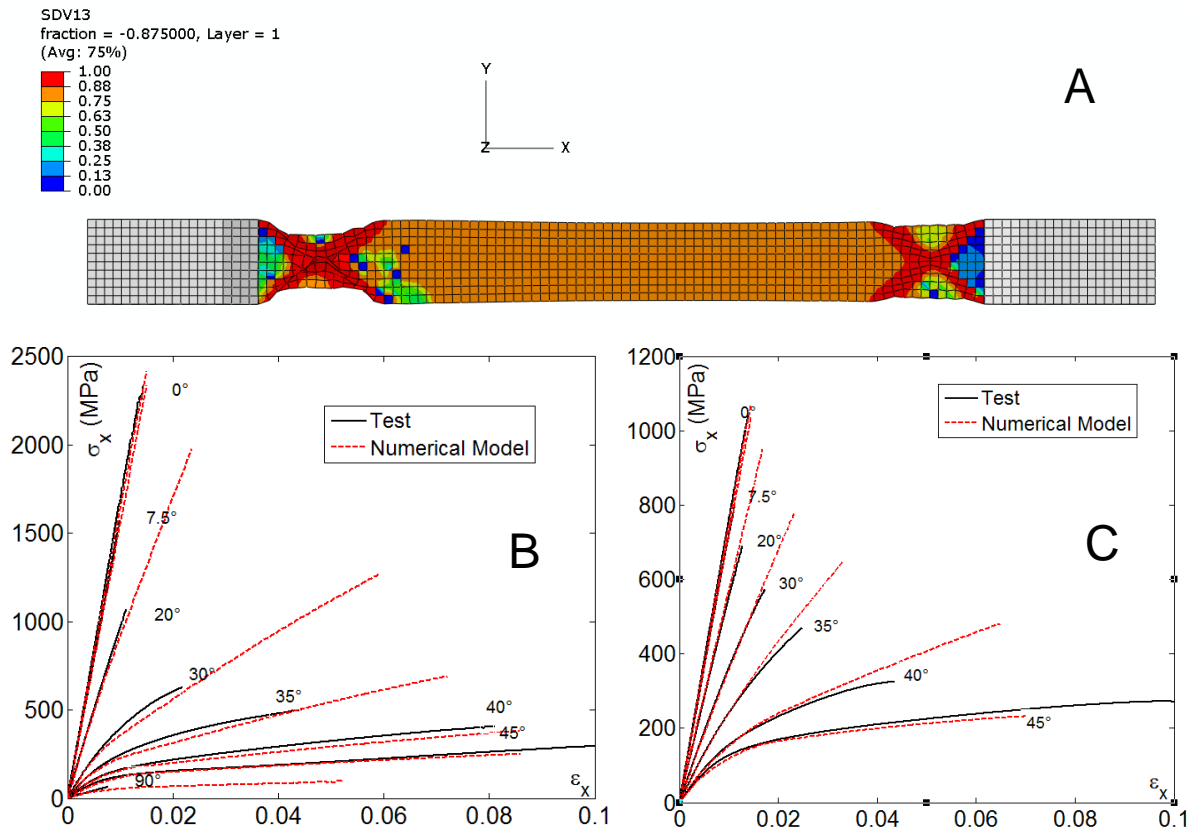 SDV13
fraction = -0.875000, Layer = 1
(Avg: 75%)
1.00
0.88
0.75
0.63
0.50
0.38
0.25
0.13
0.00
Y
Z X
A
2500
2000
1500
1000
500
0
σx (MPa)
0°
Test
Numerical Model
7.5°
B
20°
30°
35°
40°
45°
90°
εx
0 0.02 0.04 0.06 0.08 0.1
1200
1000
800
600
400
200
0
σx (MPa)
0°
Test
Numerical Model
7.5°
20°
C
30°
35°
40°
45°
εx
0 0.02 0.04 0.06 0.08 0.1